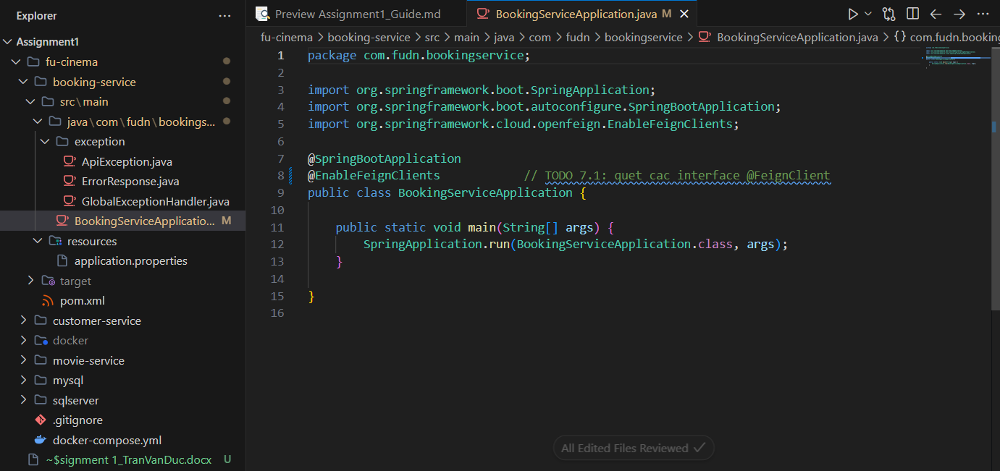 Explorer
Assignment1
fu-cinema
booking-service
src\main
java\com\fudn\bookings...
exception
ApiException.java
ErrorResponse.java
GlobalExceptionHandler.java
BookingServiceApplicatio... M
resources
application.properties
target
pom.xml
customer-service
docker
movie-service
mysql
sqlserver
.gitignore
docker-compose.yml
~$signment 1_TranVanDuc.docx U
Preview Assignment1_Guide.md
BookingServiceApplication.java M
fu-cinema > booking-service > src > main > java > com > fudn > bookingservice > BookingServiceApplication.java > {} com.fudn.booking
1 package com.fudn.bookingservice;
2
3 import org.springframework.boot.SpringApplication;
4 import org.springframework.boot.autoconfigure.SpringBootApplication;
5 import org.springframework.cloud.openfeign.EnableFeignClients;
6
7 @SpringBootApplication
8 @EnableFeignClients // TODO 7.1: quet cac interface @FeignClient
9 public class BookingServiceApplication {
10
11 public static void main(String[] args) {
12 SpringApplication.run(BookingServiceApplication.class, args);
13 }
14
15 }
16
All Edited Files Reviewed